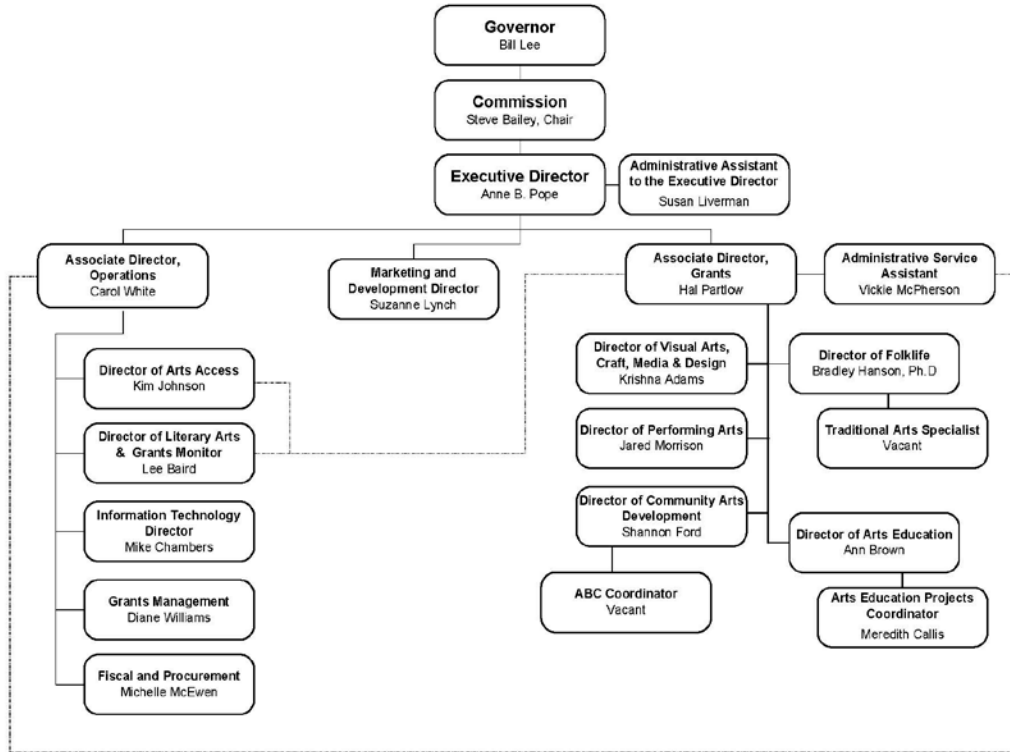 Governor
Bill Lee
Commission
Steve Bailey, Chair
Executive Director
Anne B. Pope
Administrative Assistant
to the Executive Director
Susan Liverman
Associate Director,
Operations
Carol White
Marketing and
Development Director
Suzanne Lynch
Associate Director,
Grants
Hal Partlow
Administrative Service
Assistant
Vickie McPherson
Director of Arts Access
Kim Johnson
Director of Literary Arts
& Grants Monitor
Lee Baird
Information Technology
Director
Mike Chambers
Grants Management
Diane Williams
Fiscal and Procurement
Michelle McEwen
Director of Visual Arts,
Craft, Media & Design
Krishna Adams
Director of Folklife
Bradley Hanson, Ph.D
Director of Performing Arts
Jared Morrison
Traditional Arts Specialist
Vacant
Director of Community Arts
Development
Shannon Ford
Director of Arts Education
Ann Brown
ABC Coordinator
Vacant
Arts Education Projects
Coordinator
Meredith Callis